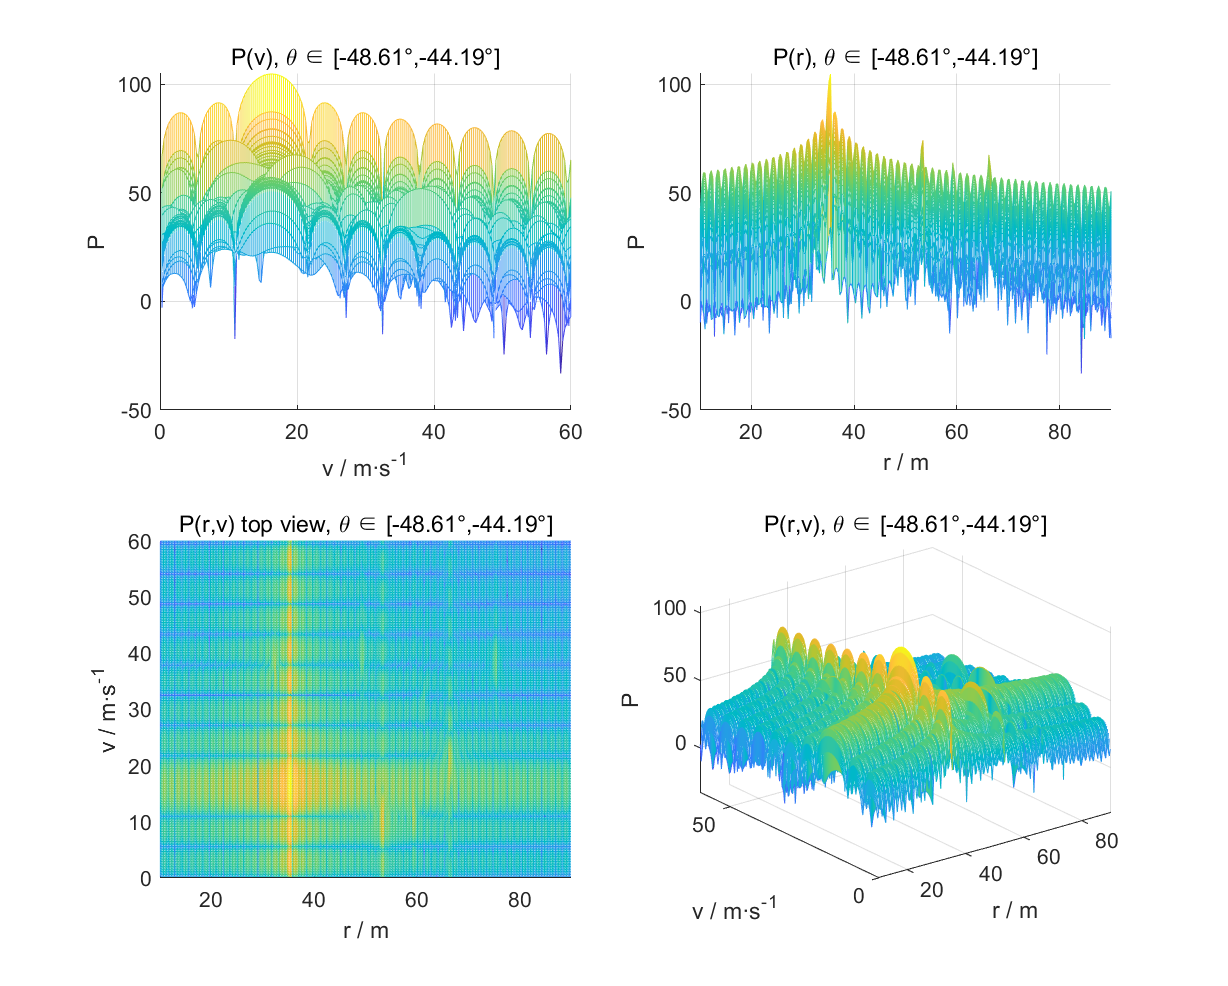 P(v), θ ∈ [-48.61°,-44.19°]
100
50
0
-50
P
0
20
40
60
v / m·s-1
P(r), θ ∈ [-48.61°,-44.19°]
100
50
0
-50
P
20
40
60
80
r / m
P(r,v) top view, θ ∈ [-48.61°,-44.19°]
60
50
40
30
20
10
0
v / m·s-1
20
40
60
80
r / m
P(r,v), θ ∈ [-48.61°,-44.19°]
100
50
0
P
50
0
v / m·s-1
20
40
60
80
r / m